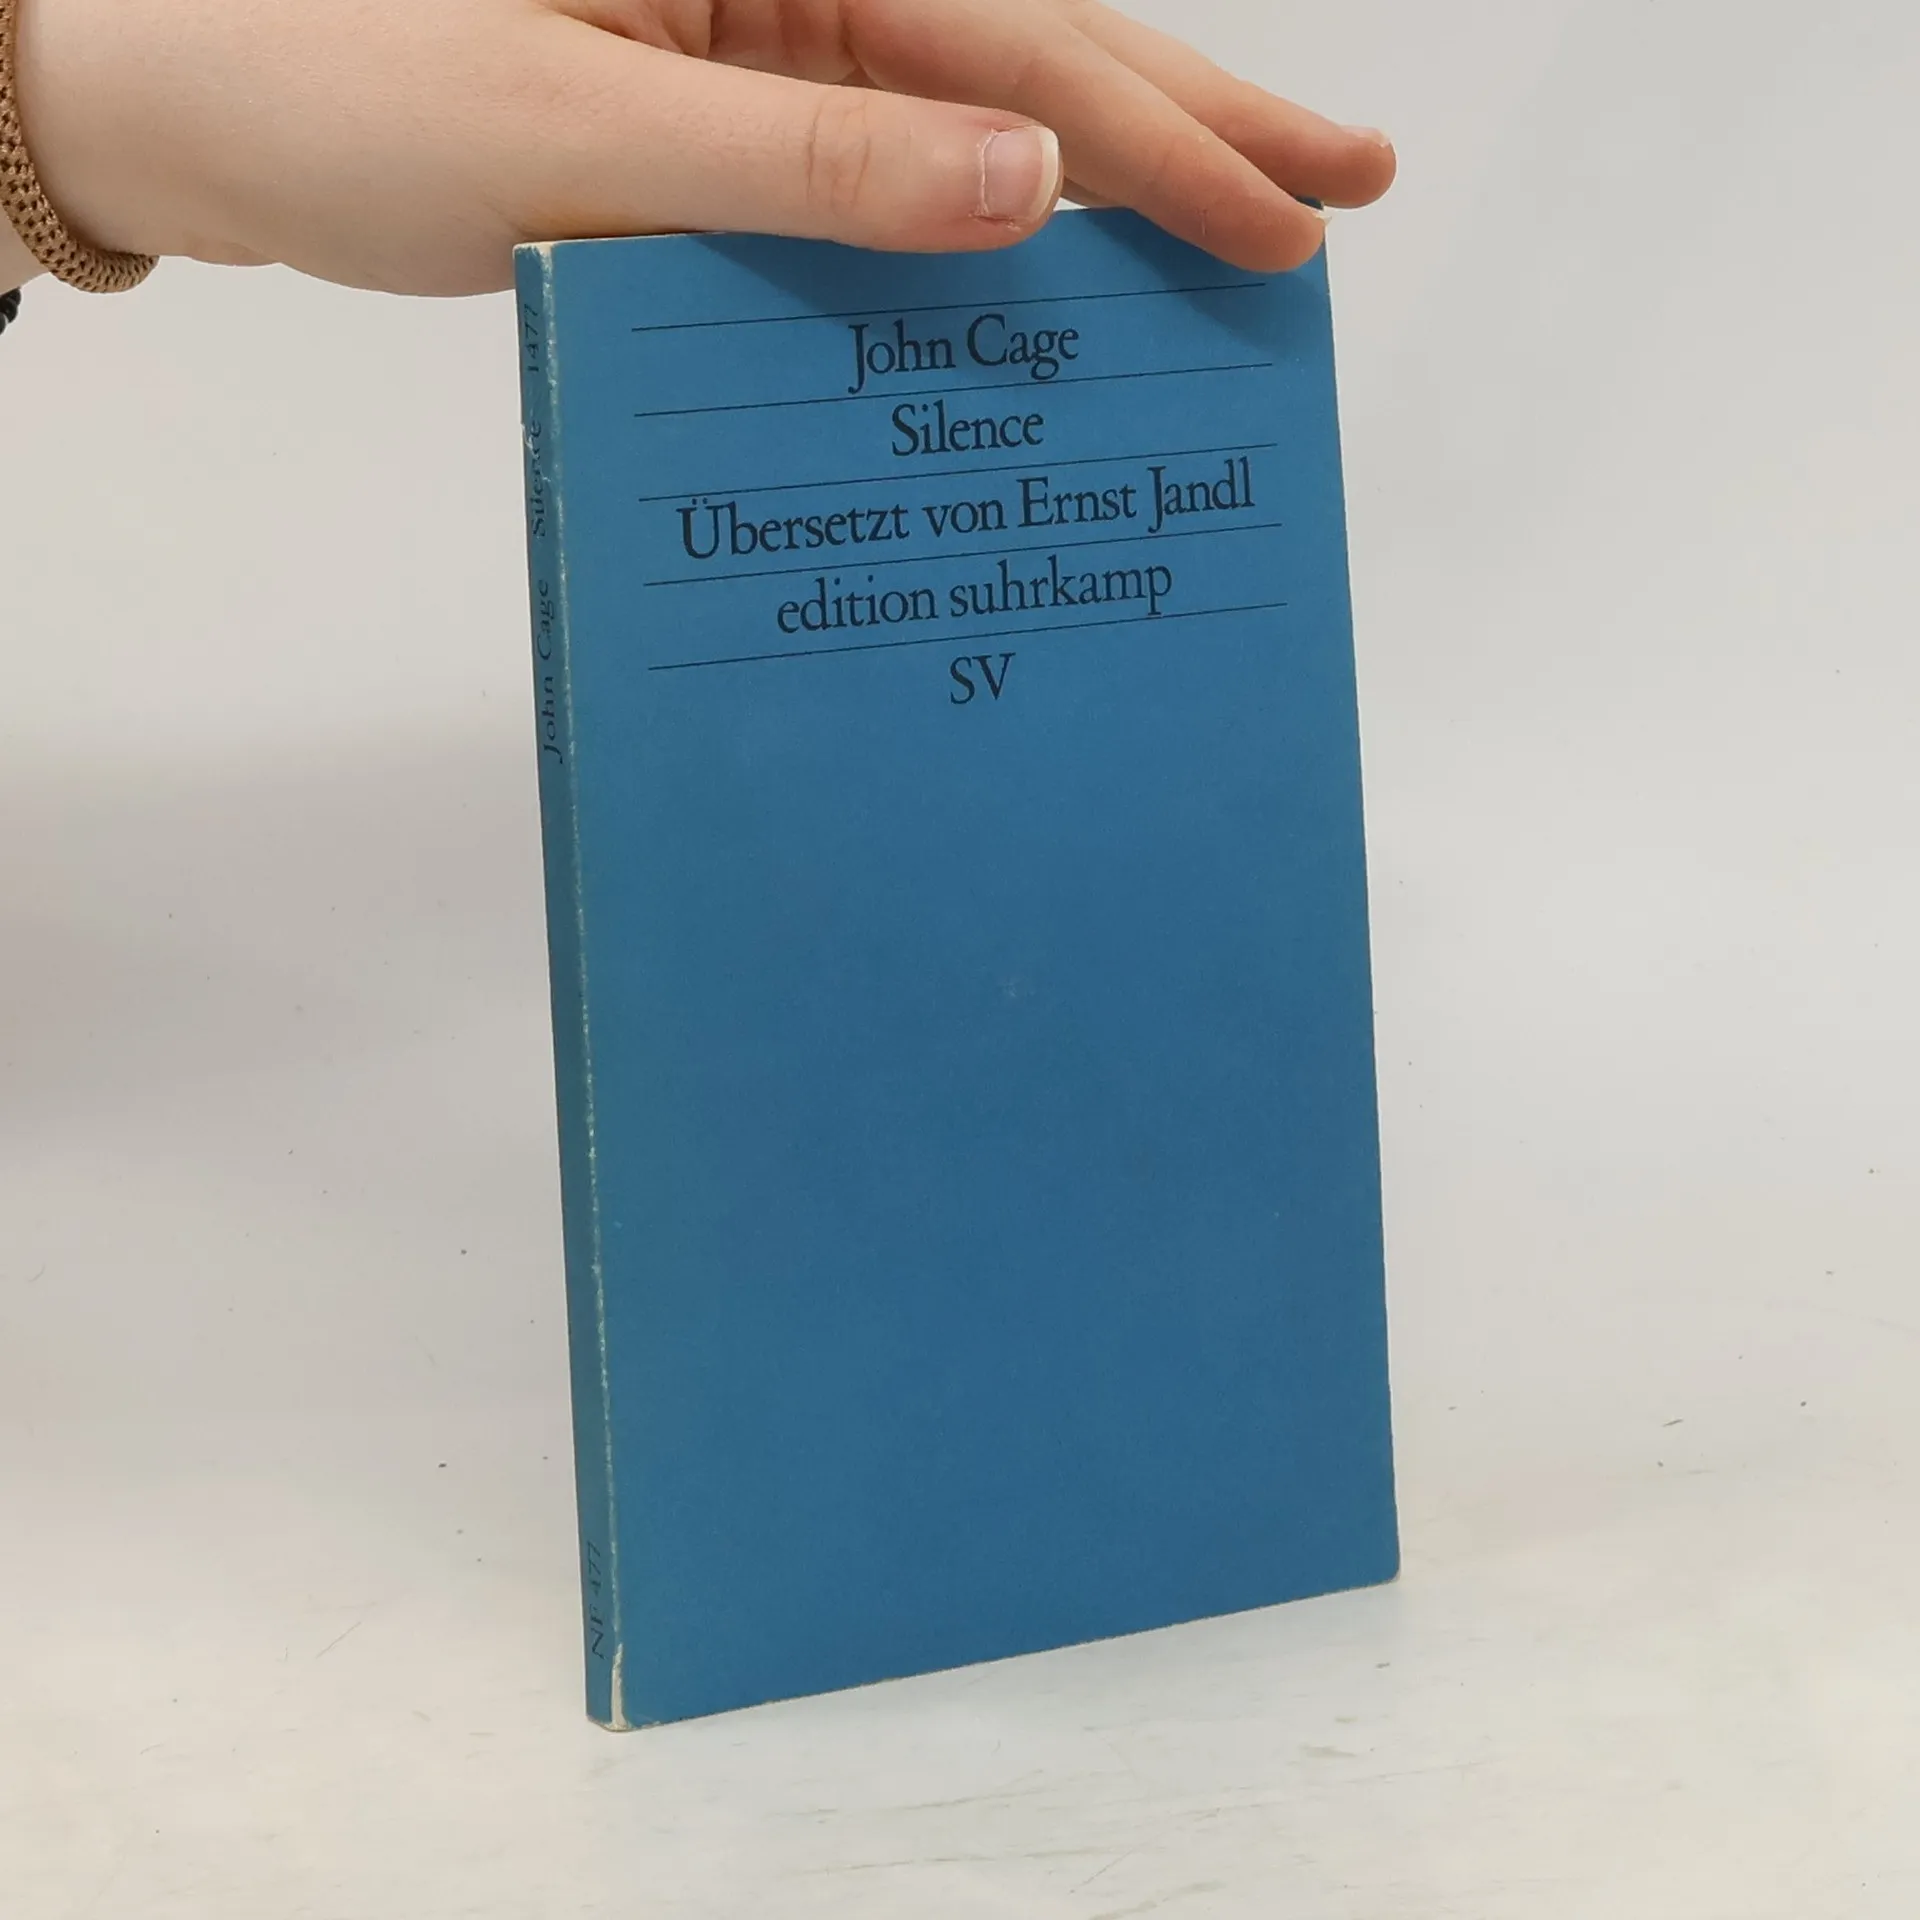 John Cage
Silence
Übersetzt von Ernst Jandl
edition suhrkamp
SV
John Cage Silence 1477
NF 477